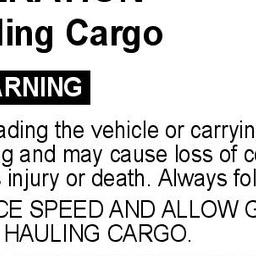 ling Cargo
ARNING
ading the vehicle or carryin
g and may cause loss of c
injury or death. Always fol
CE SPEED AND ALLOW G
HAULING CARGO.